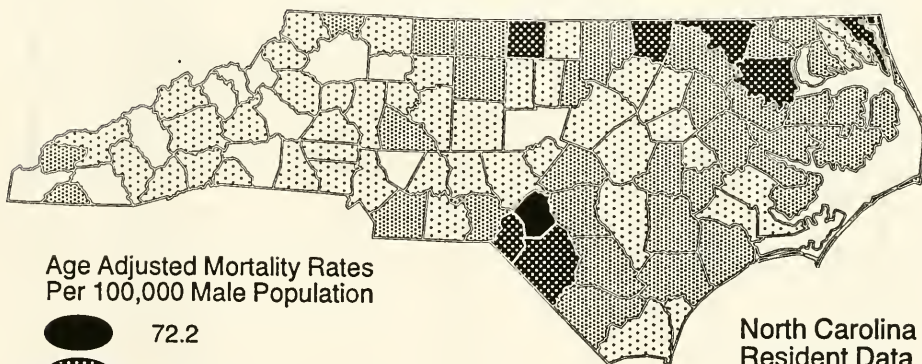 Age Adjusted Mortality Rates
Per 100,000 Male Population
72.2
North Carolina
Resident Data